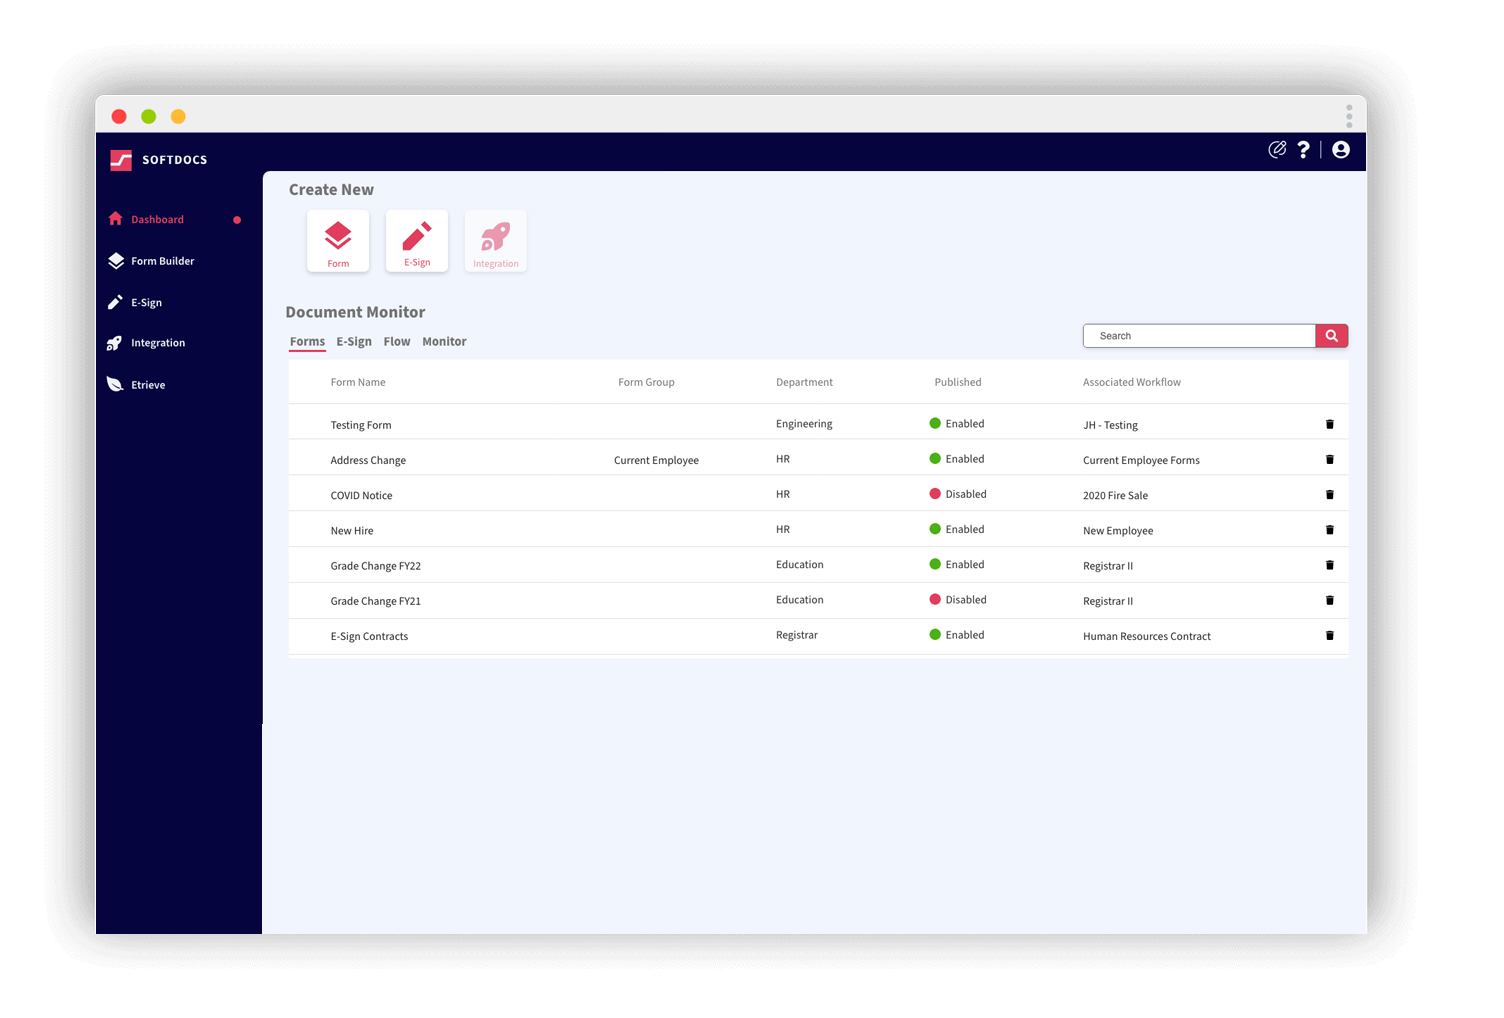 SOFTDOCS
?
Dashboard
Form Builder
E-Sign
Integration
Etrieve
Create New
Form E-Sign Integration
Document Monitor
Forms E-Sign Flow Monitor
Search
Form Name Form Group Department Published Associated Workflow
Testing Form Engineering Enabled JH - Testing
Address Change Current Employee HR Enabled Current Employee Forms
COVID Notice HR Disabled 2020 Fire Sale
New Hire HR Enabled New Employee
Grade Change FY22 Education Enabled Registrar II
Grade Change FY21 Education Disabled Registrar II
E-Sign Contracts Registrar Enabled Human Resources Contract